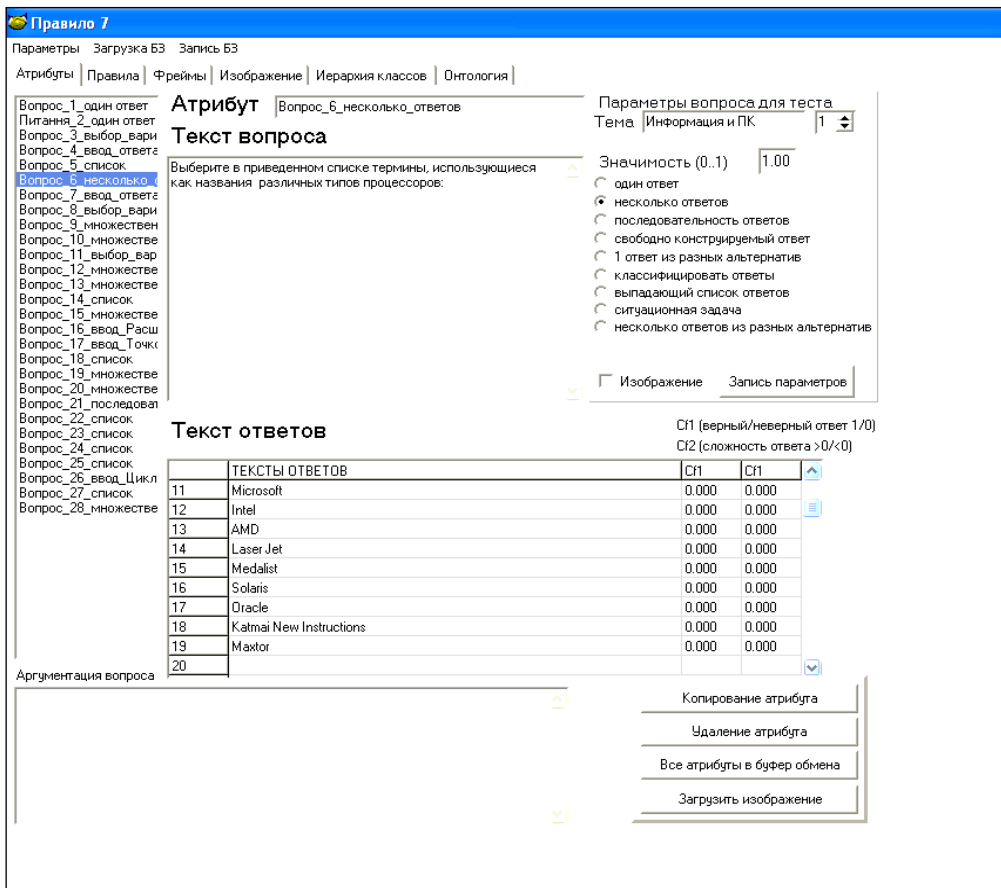 Правило 7
Параметры Загрузка БЗ Запись БЗ
Атрибуты Правила Фреймы Изображение Иерархия классов Онтология
Вопрос_1_один ответ
Питання_2_один ответ
Вопрос_3_выбор_вари
Вопрос_4_ввод_ответа
Вопрос_5_список
Вопрос_6_несколько_о
Вопрос_7_ввод_ответа
Вопрос_8_выбор_вари
Вопрос_9_множествен
Вопрос_10_множестве
Вопрос_11_выбор_вар
Вопрос_12_множестве
Вопрос_13_множестве
Вопрос_14_список
Вопрос_15_множестве
Вопрос_16_ввод_Расш
Вопрос_17_ввод_Точко
Вопрос_18_список
Вопрос_19_множестве
Вопрос_20_множестве
Вопрос_21_последоват
Вопрос_22_список
Вопрос_23_список
Вопрос_24_список
Вопрос_25_список
Вопрос_26_ввод_Цикл
Вопрос_27_список
Вопрос_28_множестве
Атрибут Вопрос_6_несколько_ответов
Текст вопроса
Выберите в приведенном списке термины, использующиеся
как названия различных типов процессоров:
Параметры вопроса для теста
Тема Информация и ПК 1
Значимость (0..1) 1.00
один ответ
несколько ответов
последовательность ответов
свободно конструируемый ответ
1 ответ из разных альтернатив
классифицировать ответы
выпадающий список ответов
ситуационная задача
несколько ответов из разных альтернатив
Изображение Запись параметров
Текст ответов
Cf1 (верный/неверный ответ 1/0)
Cf2 (сложность ответа >0/<0)
ТЕКСТЫ ОТВЕТОВ Cf1 Cf1
11 Microsoft 0.000 0.000
12 Intel 0.000 0.000
13 AMD 0.000 0.000
14 Laser Jet 0.000 0.000
15 Medalist 0.000 0.000
16 Solaris 0.000 0.000
17 Oracle 0.000 0.000
18 Katmai New Instructions 0.000 0.000
19 Maxtor 0.000 0.000
20
Аргументация вопроса
Копирование атрибута
Удаление атрибута
Все атрибуты в буфер обмена
Загрузить изображение